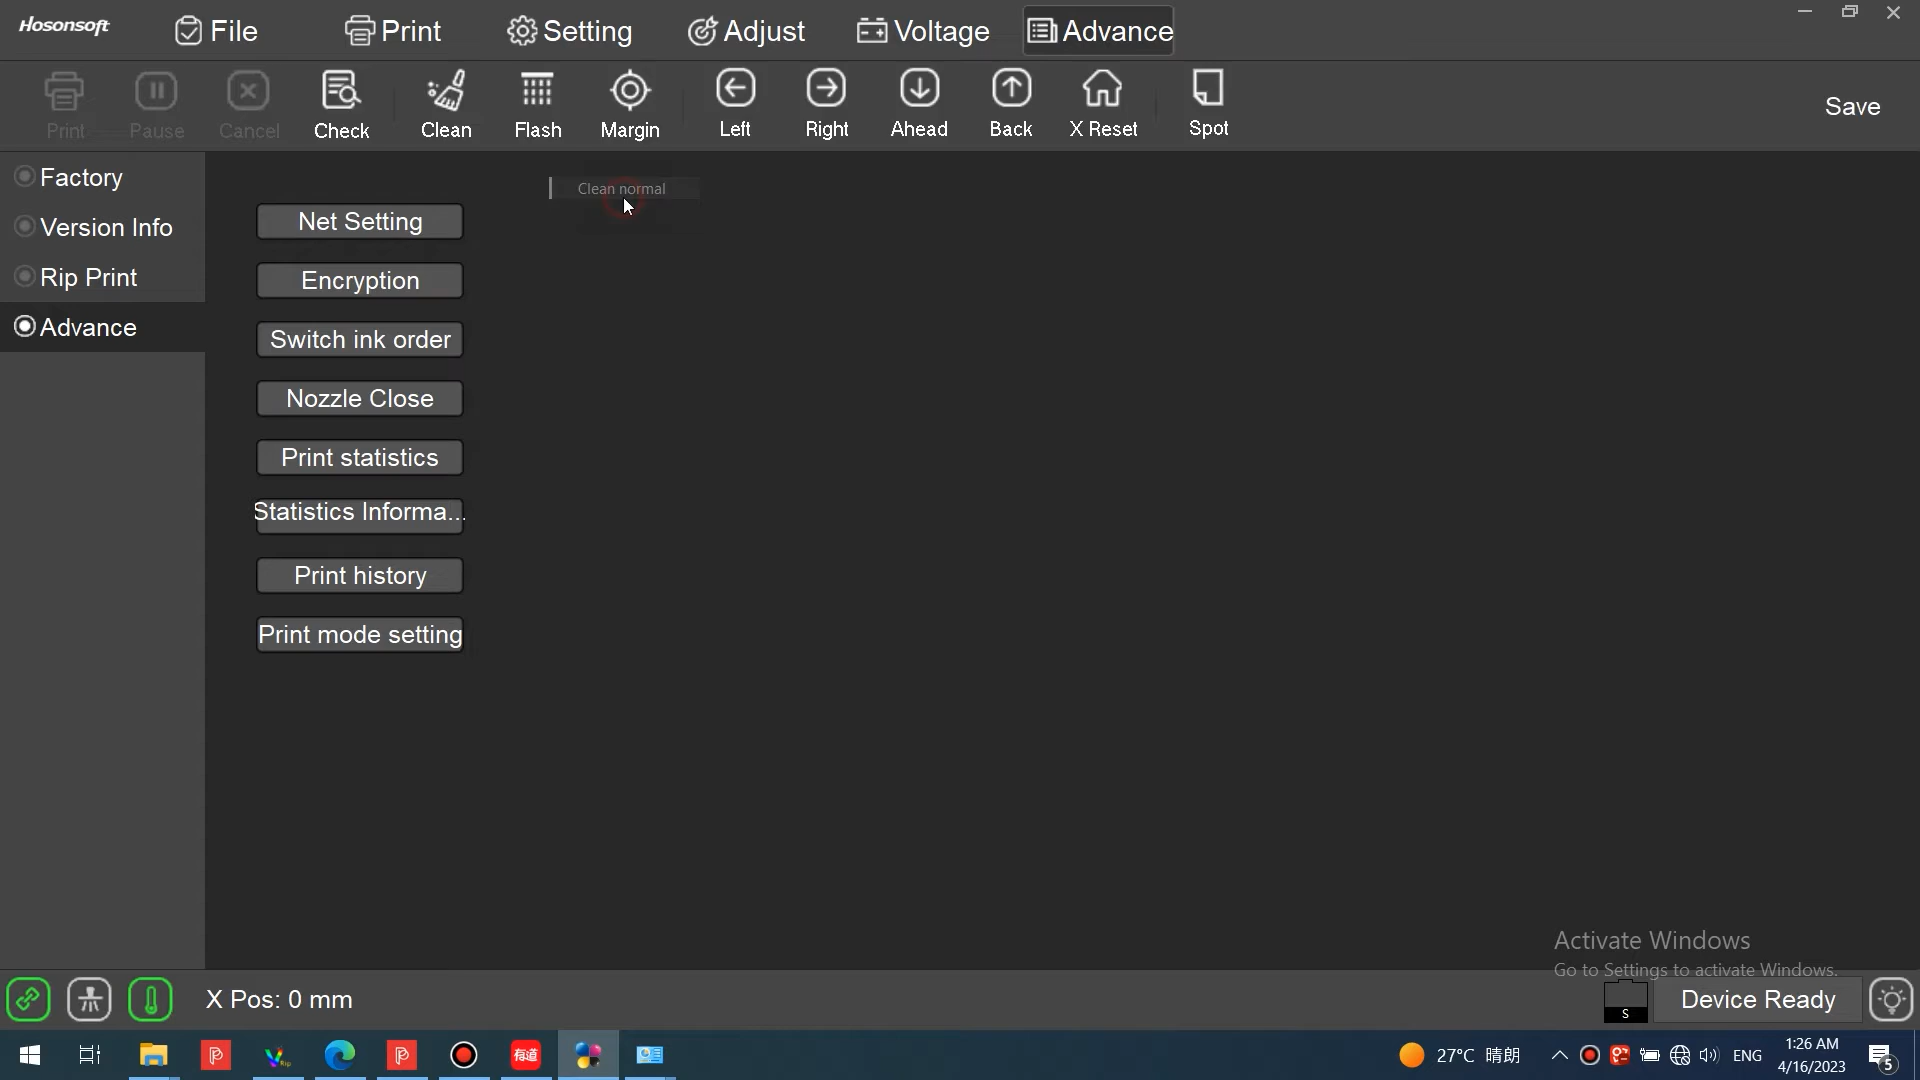 Hosonsoft
File
Print
Setting
Adjust
Voltage
Advance
Print
Pause
Cancel
Check
Clean
Flash
Margin
Left
Right
Ahead
Back
X Reset
Spot
Save
Factory
Version Info
Rip Print
Advance
Clean normal
Net Setting
Encryption
Switch ink order
Nozzle Close
Print statistics
Statistics Informa...
Print history
Print mode setting
Activate Windows
Go to Settings to activate Windows.
X Pos: 0 mm
S
Device Ready
Rip
有道
27°C 晴朗
ENG
1:26 AM
4/16/2023
5